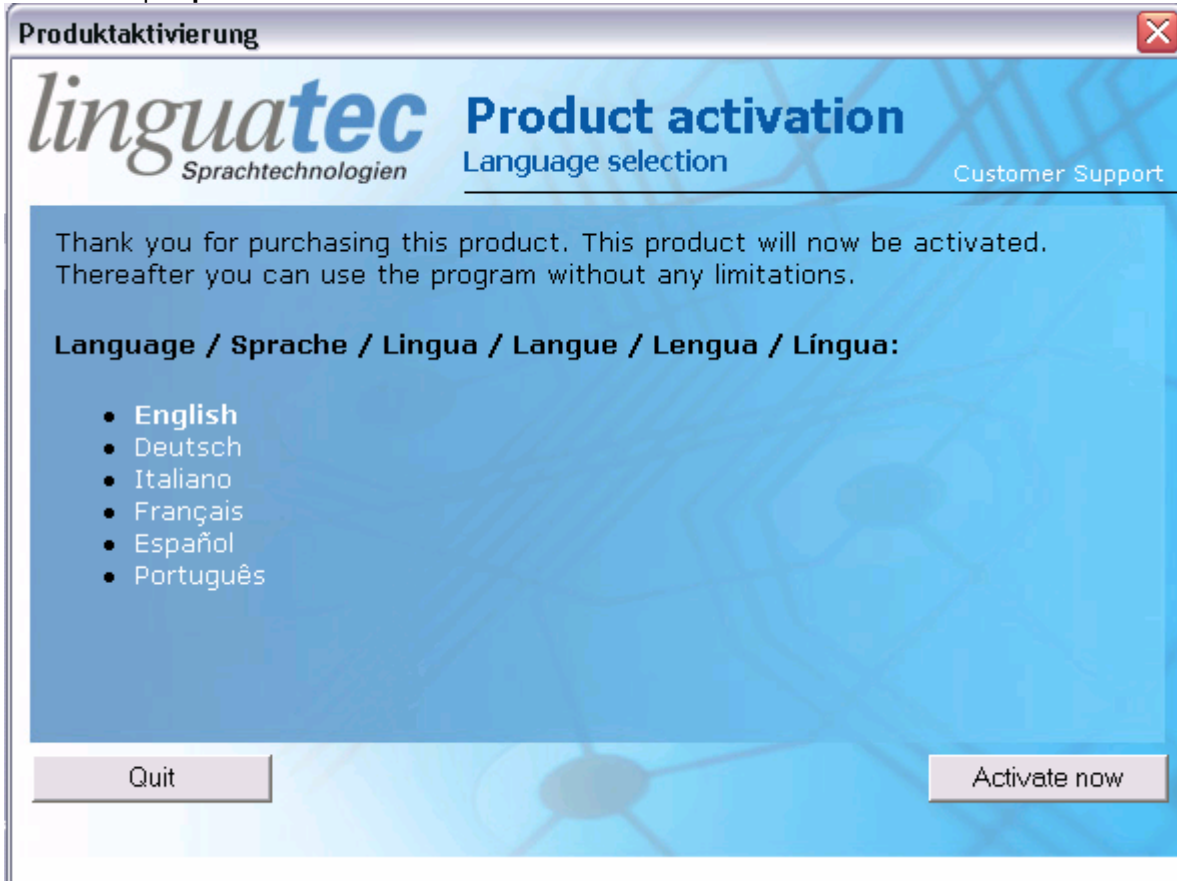 Produktaktivierung
linguatec
Sprachtechnologien
Product activation
Language selection
Customer Support
Thank you for purchasing this product. This product will now be activated.
Thereafter you can use the program without any limitations.
Language / Sprache / Lingua / Langue / Lengua / Língua:
English
Deutsch
Italiano
Français
Español
Português
Quit
Activate now